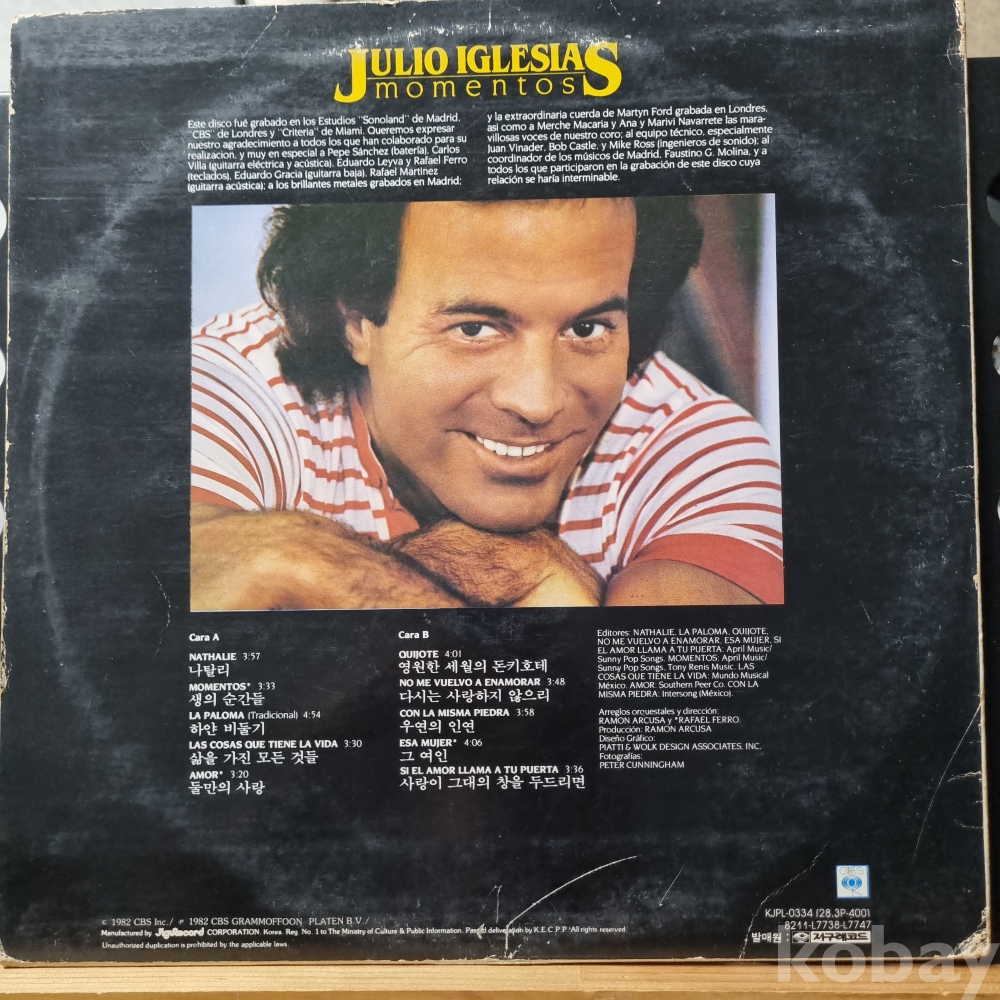 JULIO IGLESIAS
momentos
Este disco fué grabado en los Estudios "Sonoland" de Madrid,
"CBS" de Londres y "Criteria" de Miami. Queremos expresar
nuestro agradecimiento a todos los que han colaborado para su
realizacion, y muy en especial a Pepe Sánchez (batería). Carlos
Villa (guitarra eléctrica y acústica), Eduardo Leyva y Rafael Ferro
(teclados), Eduardo Gracia (guitarra baja). Rafael Martinez
(guitarra acústica); a los brillantes metales grabados en Madrid;
y la extraordinaria cuerda de Martyn Ford grabada en Londres,
asi como a Merche Macaria y Ana y Marivi Navarrete las mara-
villosas voces de nuestro coro; al equipo técnico, especialmente
Juan Vinader, Bob Castle, y Mike Ross (ingenieros de sonido); al
coordinador de los músicos de Madrid. Faustino G. Molina, y a
todos los que participaron en la grabación de este disco cuya
relación se haría interminable.
Cara A
NATHALIE 3:57
나탈리
MOMENTOS* 3:33
생의 순간들
LA PALOMA (Tradicional) 4:54
하얀 비둘기
LAS COSAS QUE TIENE LA VIDA 3:30
삶을 가진 모든 것들
AMOR* 3:20
둘만의 사랑
Cara B
QUIJOTE 4:01
영원한 세월의 돈키호테
NO ME VUELVO A ENAMORAR 3:48
다시는 사랑하지 않으리
CON LA MISMA PIEDRA 3:58
우연의 인연
ESA MUJER* 4:06
그 여인
SI EL AMOR LLAMA A TU PUERTA 3:36
사랑이 그대의 창을 두드리면
Editores: NATHALIE, LA PALOMA, QUIJOTE,
NO ME VUELVO A ENAMORAR, ESA MUJER, SI
EL AMOR LLAMA A TU PUERTA: April Music/
Sunny Pop Songs. MOMENTOS: April Music/
Sunny Pop Songs, Tony Renis Music. LAS
COSAS QUE TIENE LA VIDA: Mundo Musical
México. AMOR: Southern Peer Co. CON LA
MISMA PIEDRA: Intersong (México).
Arreglos orquestales y dirección:
RAMON ARCUSA y *RAFAEL FERRO.
Producción: RAMON ARCUSA
Diseño Gráfico:
PIATTI & WOLK DESIGN ASSOCIATES, INC.
Fotografías:
PETER CUNNINGHAM
CBS
KJPL-0334 (28.3P-400)
8211-L7738-L7747
발매원: 지구레코드
© 1982 CBS Inc./ ℗ 1982 CBS GRAMMOFFOON PLATEN B.V./
Manufactured by JiguRecord CORPORATION, Korea. Reg. No. 1 to The Ministry of Culture & Public Information. Passed deliberation by K.E.C.P.P. All rights reserved
Unauthorized duplication is prohibited by the applicable laws.
kobay